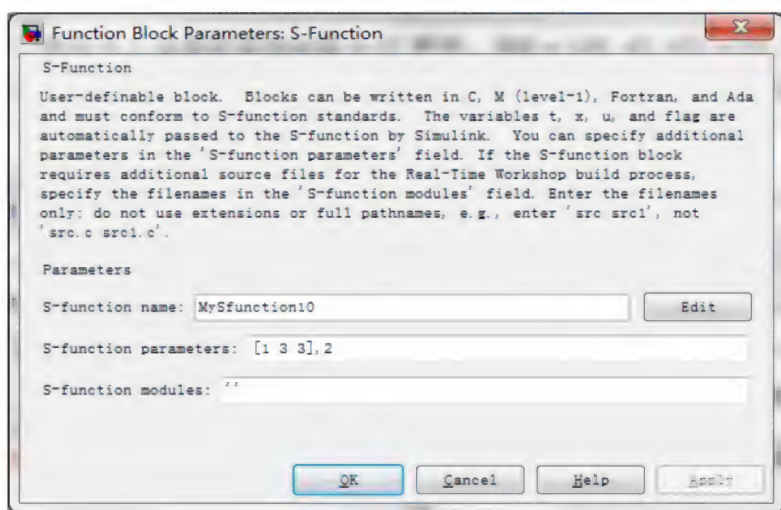 Function Block Parameters: S-Function
S-Function
User-definable block. Blocks can be written in C, M (level-1), Fortran, and Ada
and must conform to S-function standards. The variables t, x, u, and flag are
automatically passed to the S-function by Simulink. You can specify additional
parameters in the 'S-function parameters' field. If the S-function block
requires additional source files for the Real-Time Workshop build process,
specify the filenames in the 'S-function modules' field. Enter the filenames
only: do not use extensions or full pathnames, e.g., enter 'src src1', not
'src.c src1.c'.
Parameters
S-function name: MySfunction10 Edit
S-function parameters: [1 3 3],2
S-function modules: ''
OK Cancel Help Apply